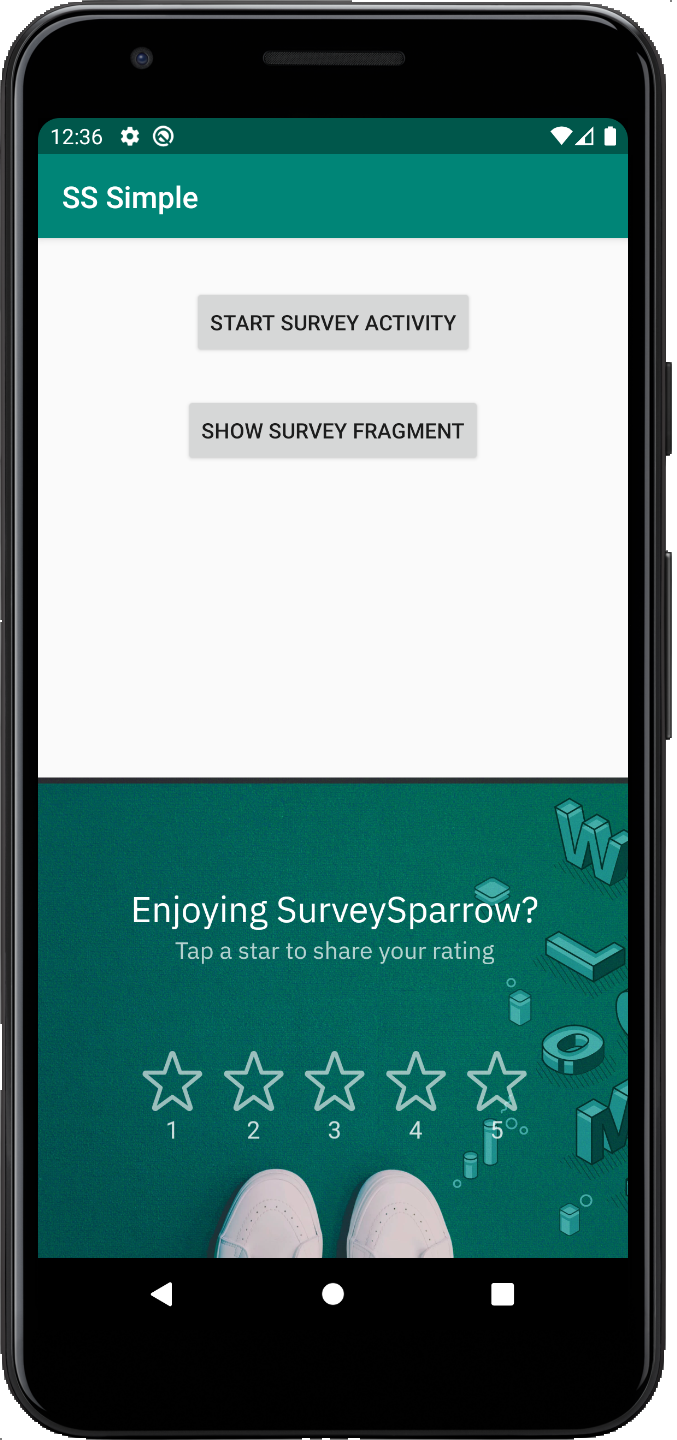 12:36
SS Simple
START SURVEY ACTIVITY
SHOW SURVEY FRAGMENT
Enjoying SurveySparrow?
Tap a star to share your rating
1 2 3 4 5
W
L
O
M